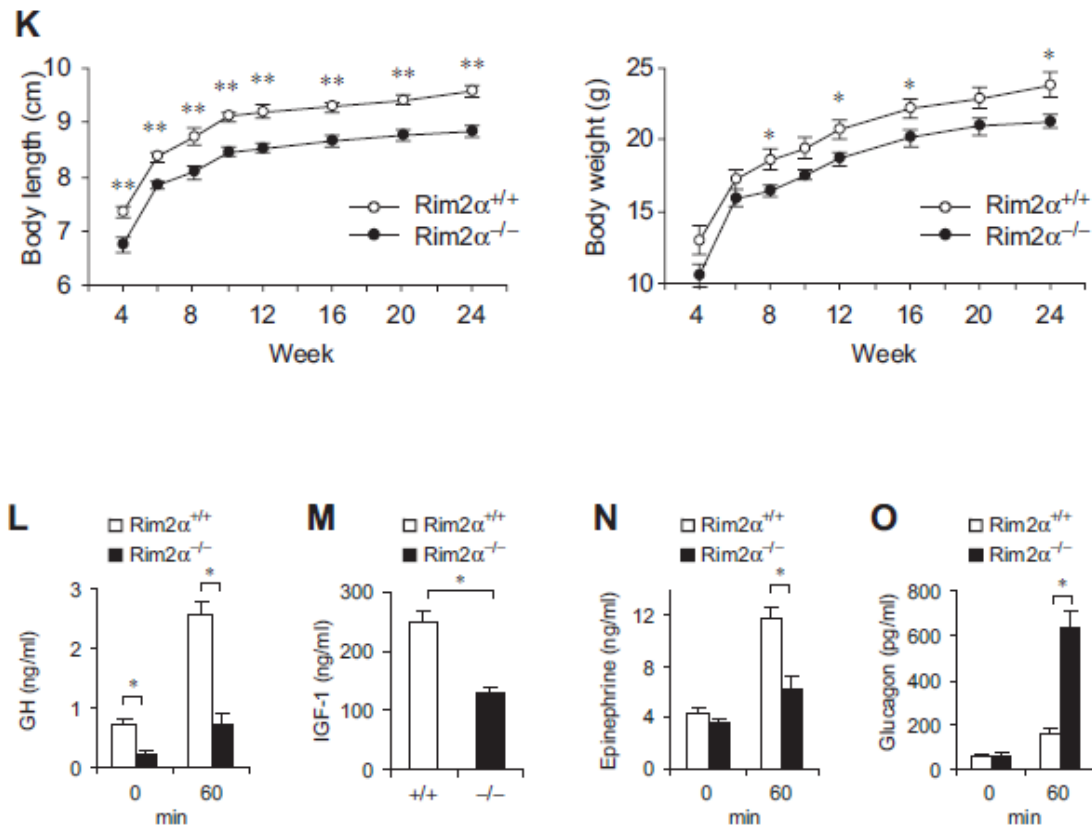 K
Body length (cm)
10
9
8
7
6
** ** ** ** ** ** ** **
Rim2α+/+
Rim2α−/−
4 8 12 16 20 24
Week
Body weight (g)
25
20
15
10
* * * *
Rim2α+/+
Rim2α−/−
4 8 12 16 20 24
Week
L
Rim2α+/+
Rim2α−/−
GH (ng/ml)
3
2
1
0
* *
0 60
min
M
Rim2α+/+
Rim2α−/−
IGF-1 (ng/ml)
300
200
100
0
*
+/+ −/−
N
Rim2α+/+
Rim2α−/−
Epinephrine (ng/ml)
12
8
4
0
*
0 60
min
O
Rim2α+/+
Rim2α−/−
Glucagon (pg/ml)
800
600
400
200
0
*
0 60
min